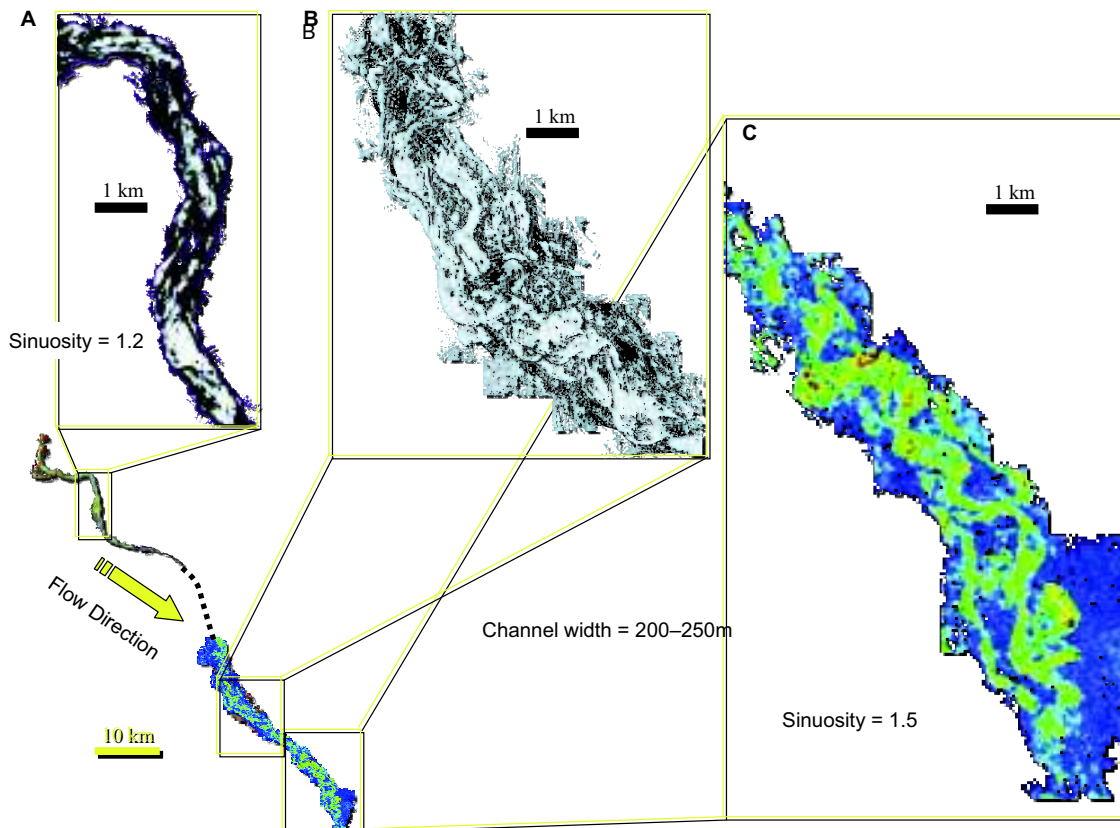 A
B
B
C
1 km
1 km
1 km
Sinuosity = 1.2
Flow Direction
Channel width = 200–250m
10 km
Sinuosity = 1.5